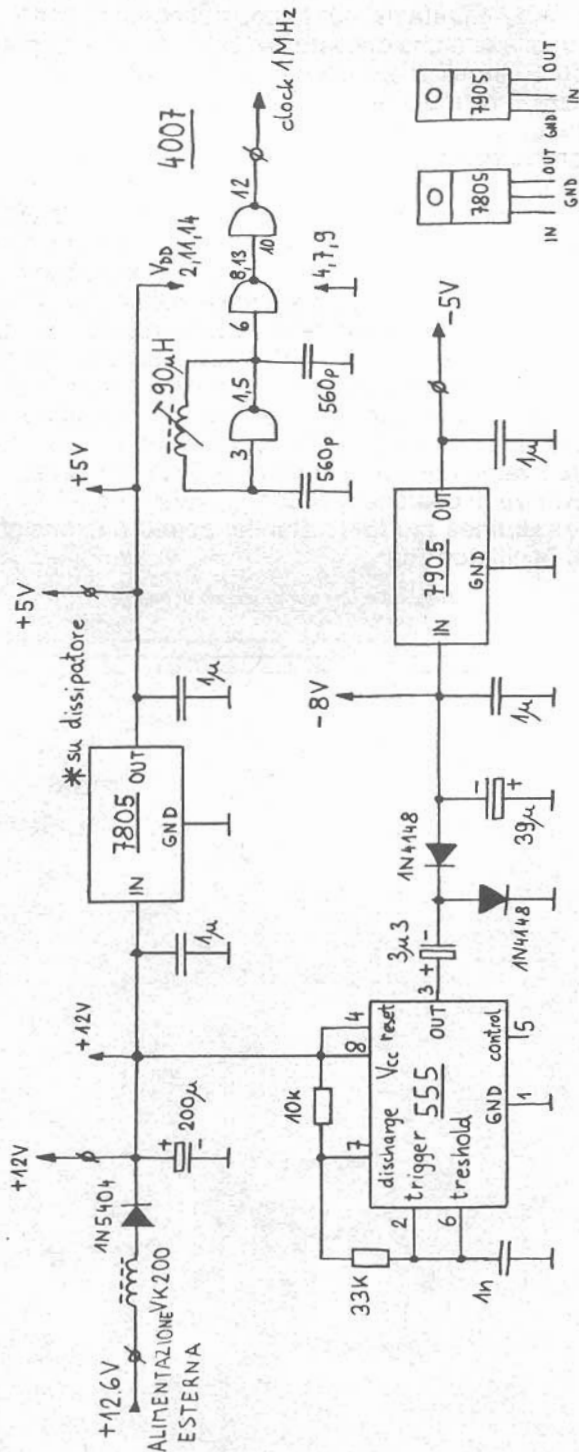 +12.6V
ALIMENTAZIONE
ESTERNA
VK200
1N5404
+12V
+
200µ
-
+12V
1µ
IN
7805
OUT
GND
* su dissipatore
1µ
+5V
+5V
VDD
2,11,14
4007
90µH
3
1,5
6
8,13
10
12
clock 1MHz
560p
560p
4,7,9
33K
10k
1n
7
2
6
8
4
discharge
Vcc
reset
trigger
555
treshold
OUT
GND
control
3
1
5
3µ3
+
-
1N4148
1N4148
-
+
39µ
-8V
1µ
IN
7905
OUT
GND
1µ
-5V
7805
IN
GND
OUT
7905
GND
IN
OUT